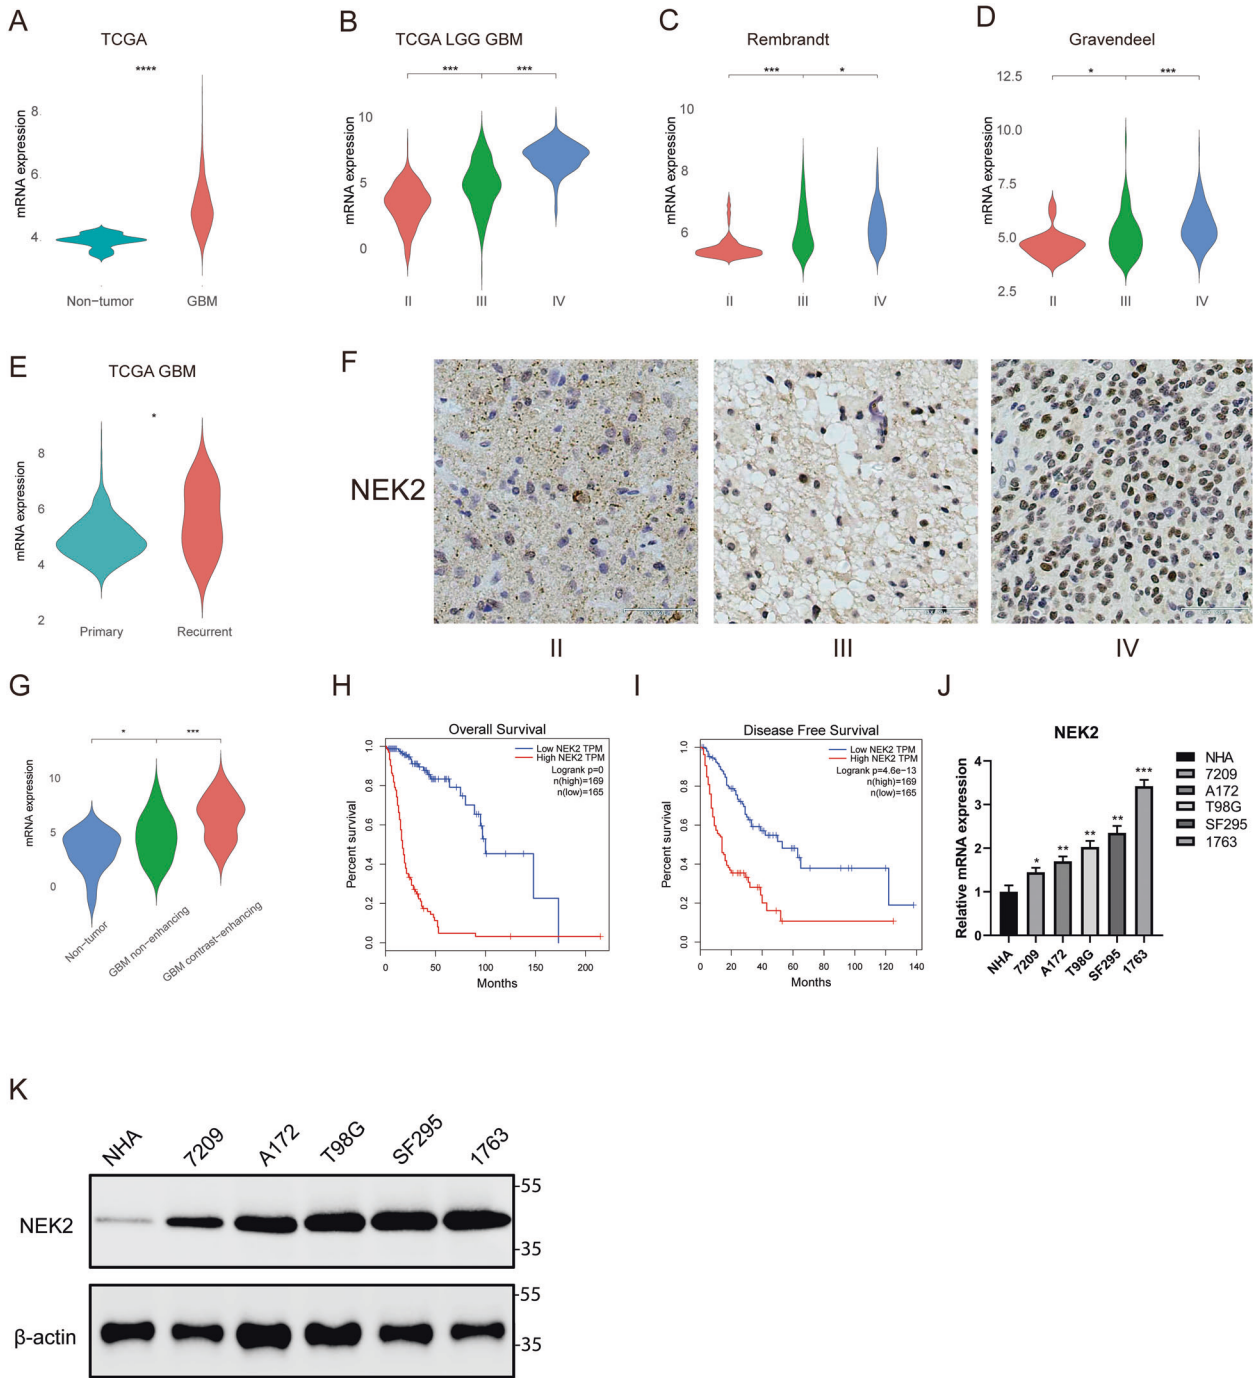 A
TCGA
****
mRNA expression
8
6
4
Non-tumor
GBM
B
TCGA LGG GBM
***
***
mRNA expression
10
5
0
II
III
IV
C
Rembrandt
***
*
mRNA expression
10
8
6
II
III
IV
D
Gravendeel
*
***
mRNA expression
12.5
10.0
7.5
5.0
2.5
II
III
IV
E
TCGA GBM
*
mRNA expression
8
6
4
2
Primary
Recurrent
F
NEK2
II
III
IV
G
*
***
mRNA expression
10
5
0
Non-tumor
GBM non-enhancing
GBM contrast-enhancing
H
Overall Survival
Low NEK2 TPM
High NEK2 TPM
Logrank p=0
n(high)=169
n(low)=165
Percent survival
1.0
0.8
0.6
0.4
0.2
0.0
0 50 100 150 200
Months
I
Disease Free Survival
Low NEK2 TPM
High NEK2 TPM
Logrank p=4.6e-13
n(high)=169
n(low)=165
Percent survival
1.0
0.8
0.6
0.4
0.2
0.0
0 20 40 60 80 100 120 140
Months
J
NEK2
Relative mRNA expression
4
3
2
1
0
*
**
**
**
***
NHA
7209
A172
T98G
SF295
1763
NHA
7209
A172
T98G
SF295
1763
K
NHA
7209
A172
T98G
SF295
1763
NEK2
-55
-35
β-actin
-55
-35